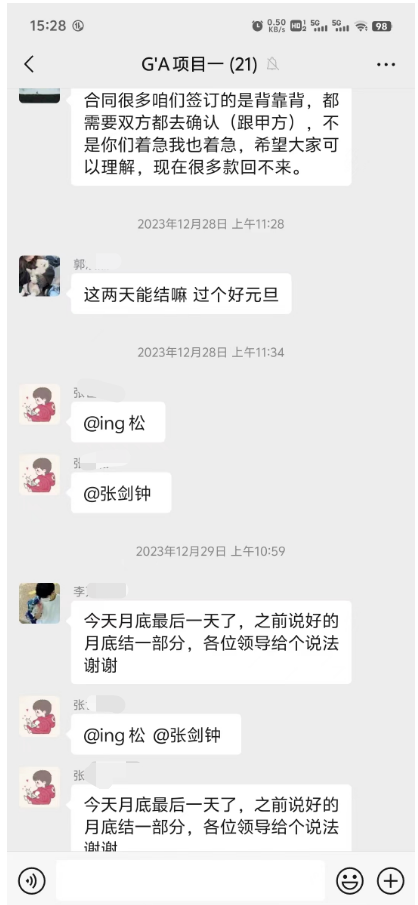 15:28
0.50
KB/s
HD
5G
5G
98
G'A项目一 (21)
合同很多咱们签订的是背靠背，都
需要双方都去确认（跟甲方），不
是你们着急我也着急，希望大家可
以理解，现在很多款回不来。
2023年12月28日 上午11:28
郭
这两天能结嘛 过个好元旦
2023年12月28日 上午11:34
张
@ing 松
张
@张剑钟
2023年12月29日 上午10:59
李
今天月底最后一天了，之前说好的
月底结一部分，各位领导给个说法
谢谢
张
@ing 松 @张剑钟
张
今天月底最后一天了，之前说好的
月底结一部分，各位领导给个说法
谢谢